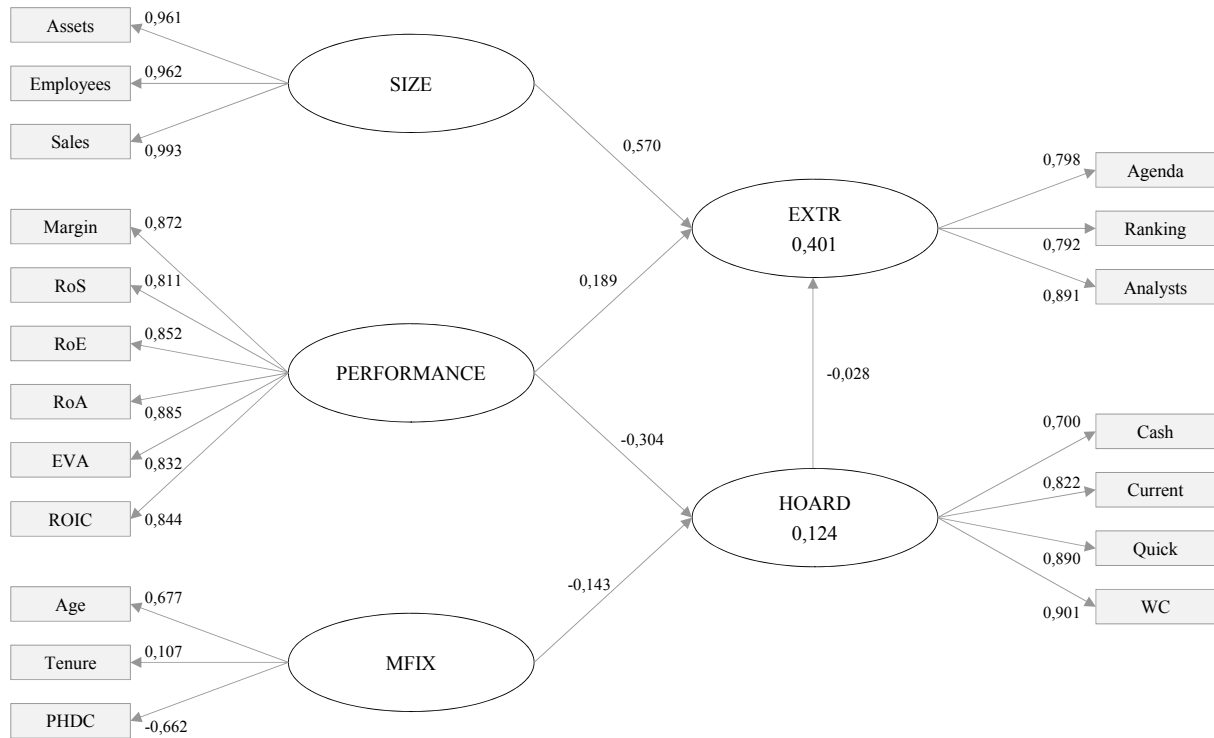 Assets
0,961
Employees
0,962
Sales
0,993
SIZE
0,570
Margin
0,872
RoS
0,811
RoE
0,852
RoA
0,885
EVA
0,832
ROIC
0,844
PERFORMANCE
0,189
-0,304
Age
0,677
Tenure
0,107
PHDC
-0,662
MFIX
-0,143
EXTR
0,401
-0,028
HOARD
0,124
0,798
Agenda
Ranking
0,792
Analysts
0,891
0,700
Cash
0,822
Current
Quick
0,890
WC
0,901